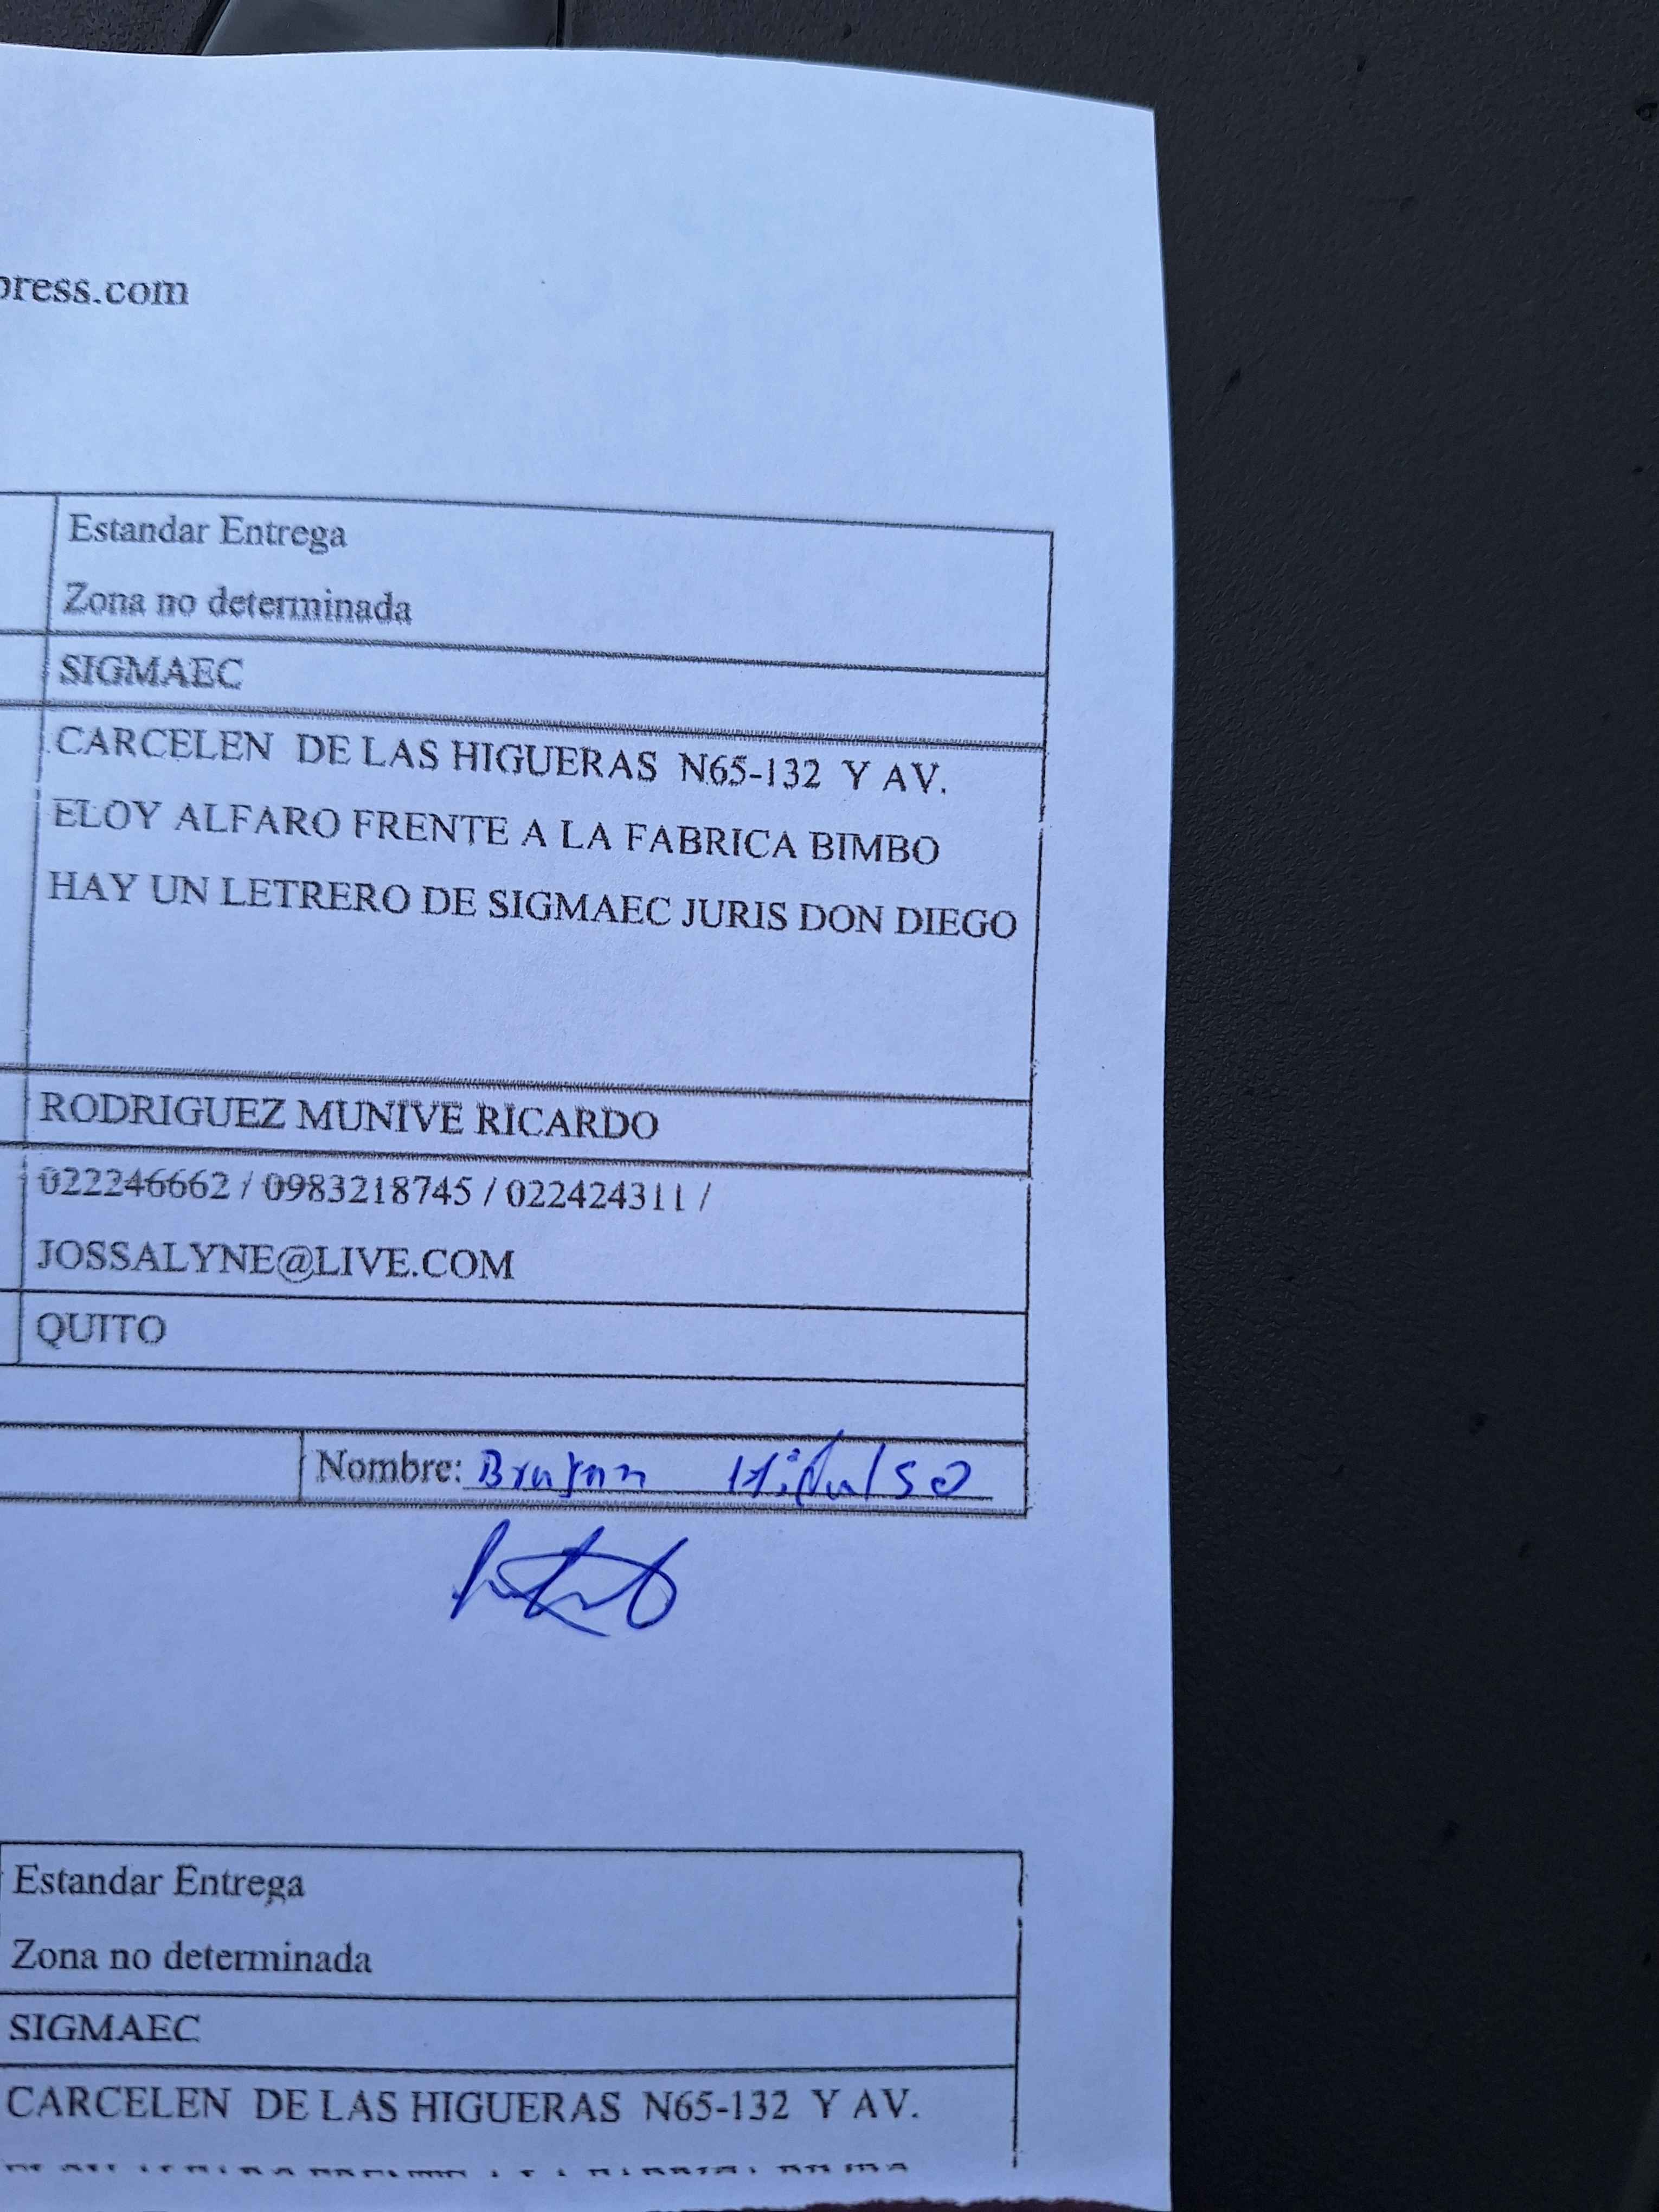 press.com
Estandar Entrega
Zona no determinada
SIGMAEC
CARCELEN DE LAS HIGUERAS N65-132 Y AV.
ELOY ALFARO FRENTE A LA FABRICA BIMBO
HAY UN LETRERO DE SIGMAEC JURIS DON DIEGO
RODRIGUEZ MUNIVE RICARDO
022246662 / 0983218745 / 022424311 /
JOSSALYNE@LIVE.COM
QUITO
Nombre:
Estandar Entrega
Zona no determinada
SIGMAEC
CARCELEN DE LAS HIGUERAS N65-132 Y AV.